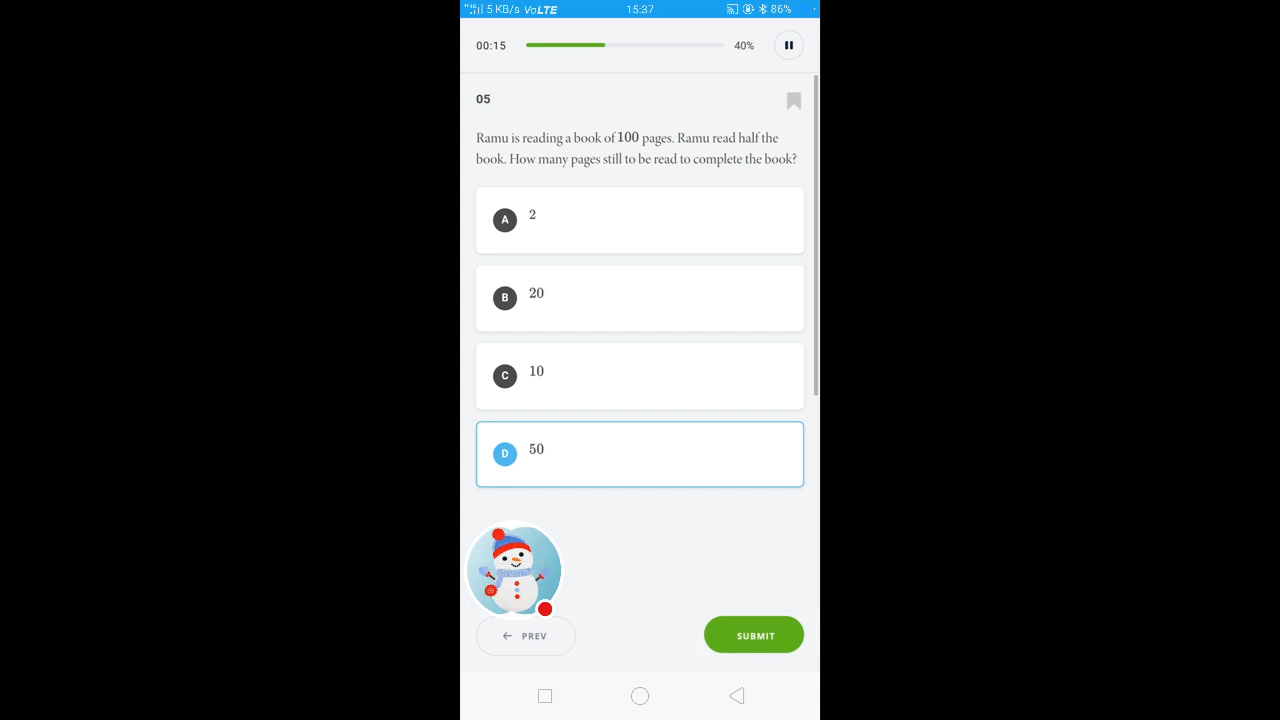 5 KB/s VoLTE 15:37 86%
00:15 40%
05
Ramu is reading a book of 100 pages. Ramu read half the
book. How many pages still to be read to complete the book?
A 2
B 20
C 10
D 50
PREV SUBMIT